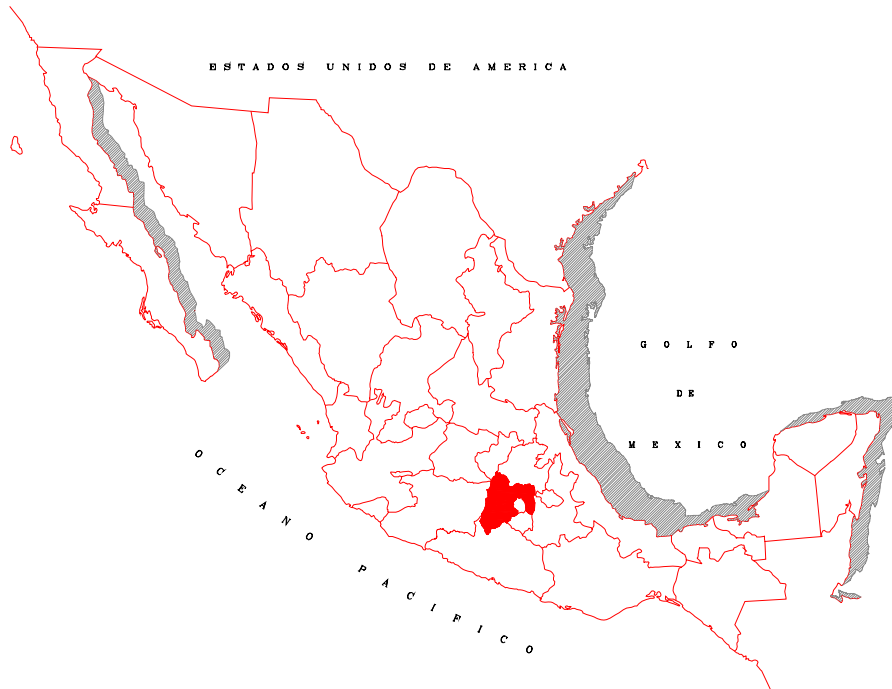 ESTADOS UNIDOS DE AMERICA
GOLFO
DE
MEXICO
OCEANO PACIFICO